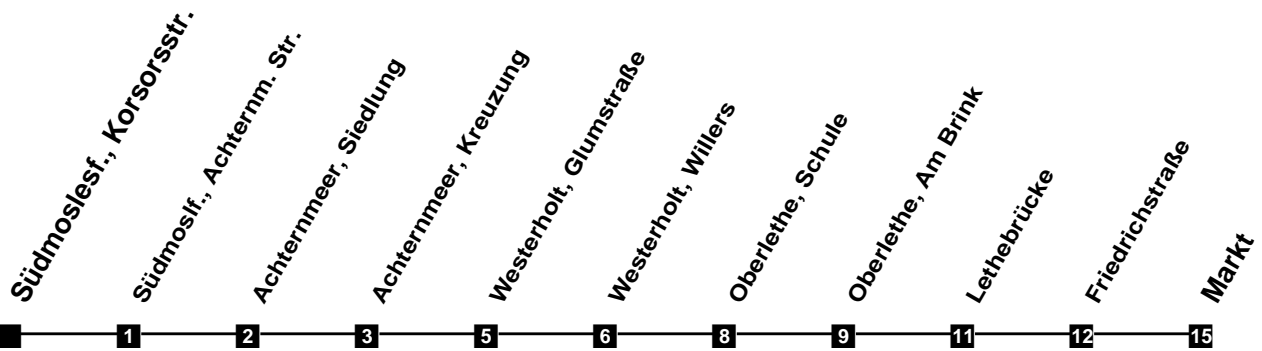 Südmoslesf., Korsorsstr.
Südmoslf., Achternm. Str.
Achternmeer, Siedlung
Achternmeer, Kreuzung
Westerholt, Glumstraße
Westerholt, Willers
Oberlethe, Schule
Oberlethe, Am Brink
Lethebrücke
Friedrichstraße
Markt
1 2 3 5 6 8 9 11 12 15